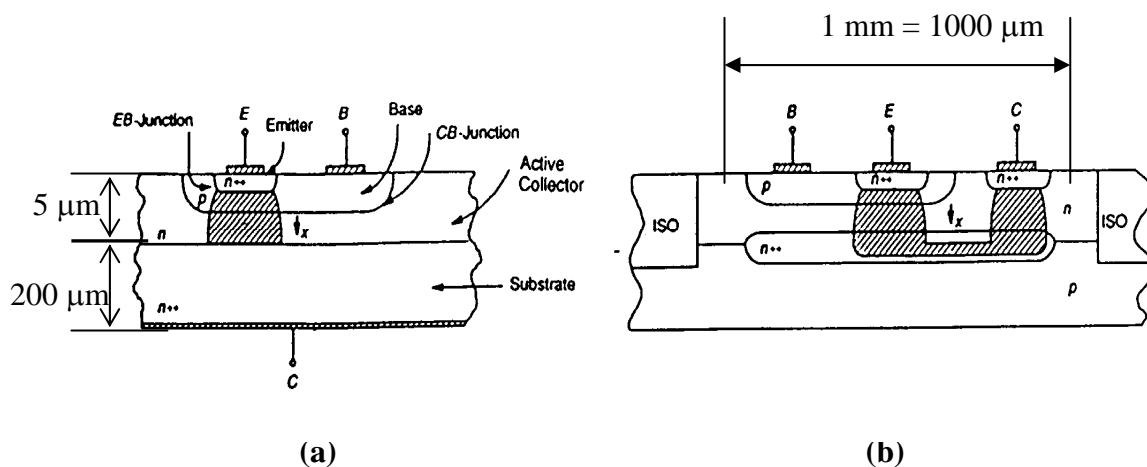 1 mm = 1000 μm
EB-Junction
E
Emitter
B
Base
CB-Junction
Active
Collector
5 μm
n++
p
x
n
200 μm
n++
Substrate
C
(a)
B
E
C
p
n++
n++
n
ISO
x
ISO
n++
p
(b)